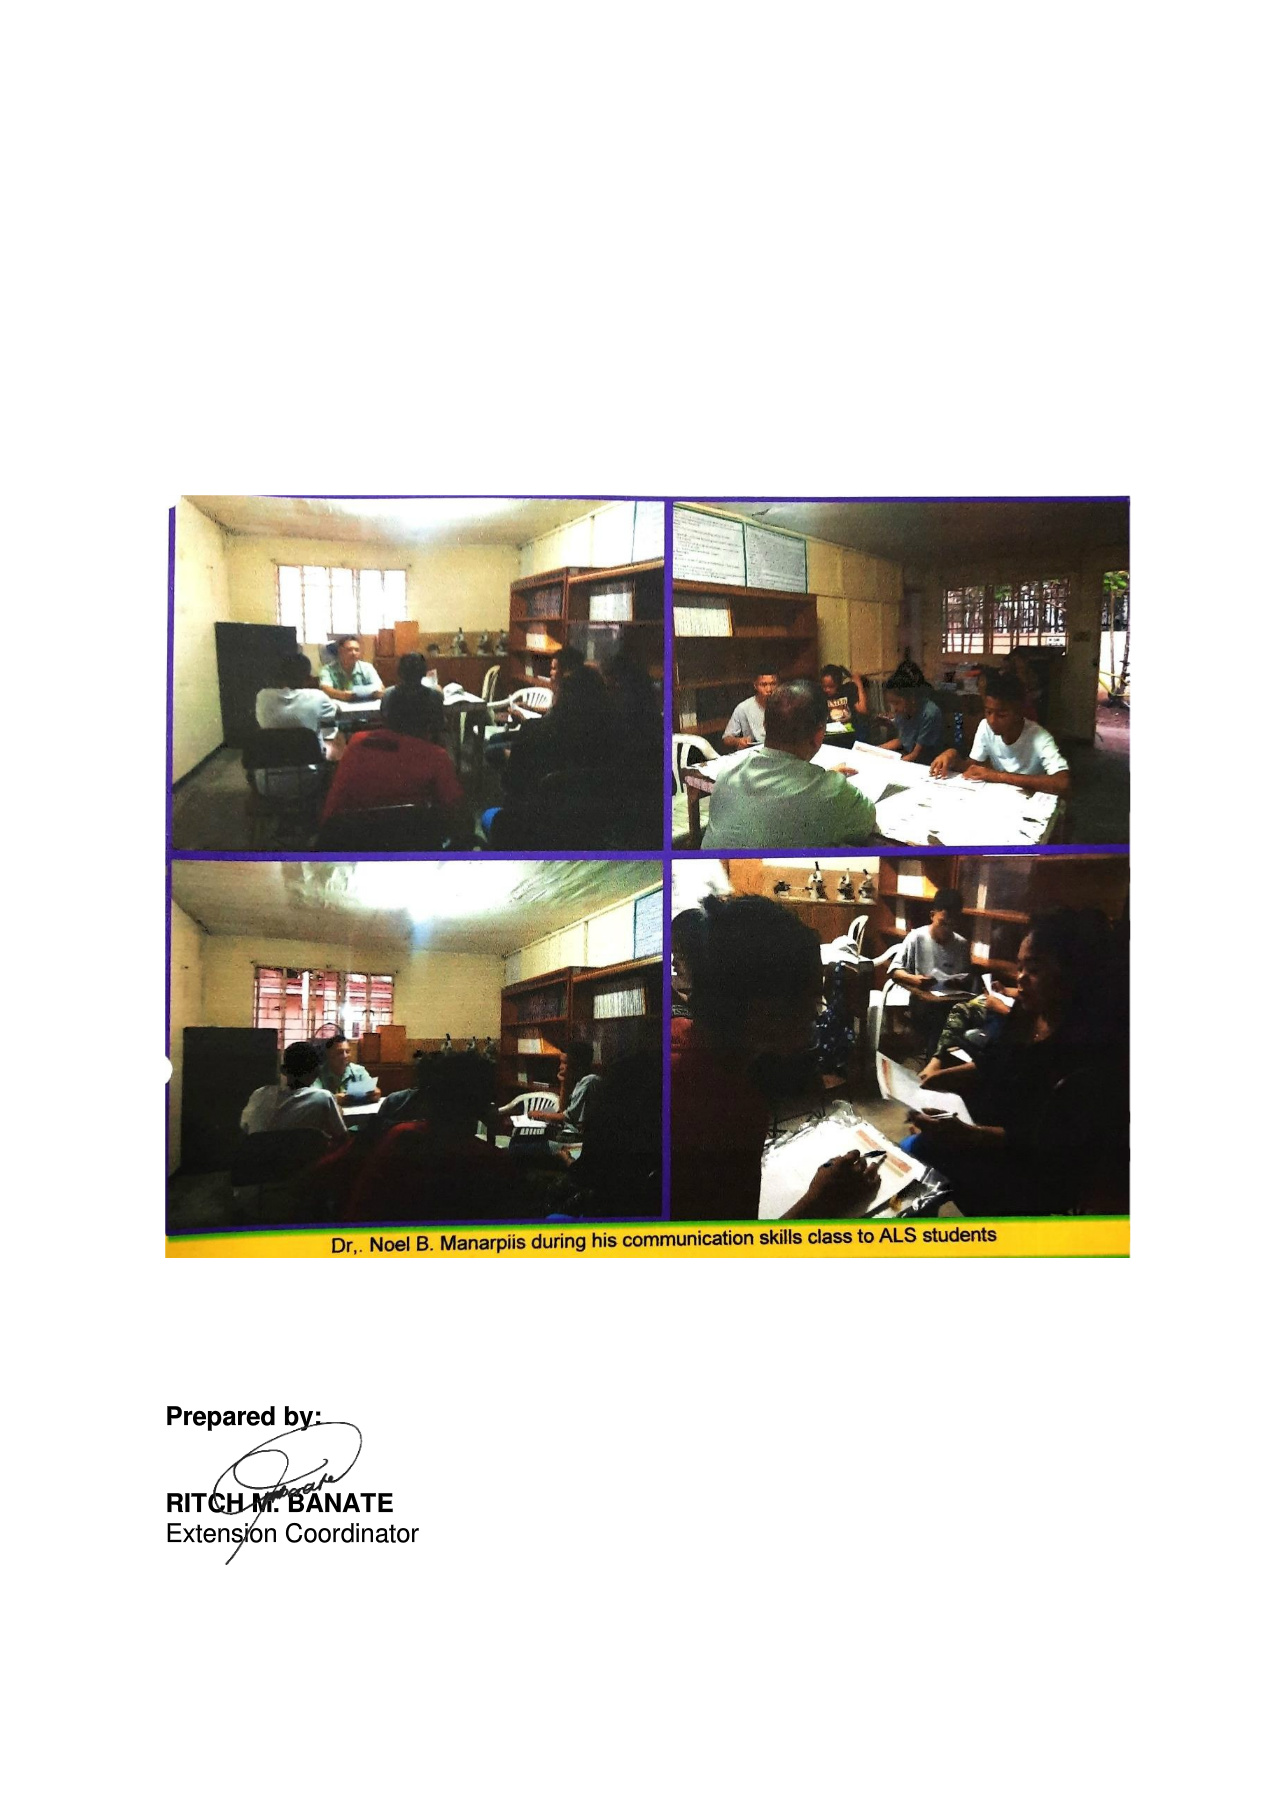 Dr,. Noel B. Manarpiis during his communication skills class to ALS students
Prepared by:
RITCH M. BANATE
Extension Coordinator